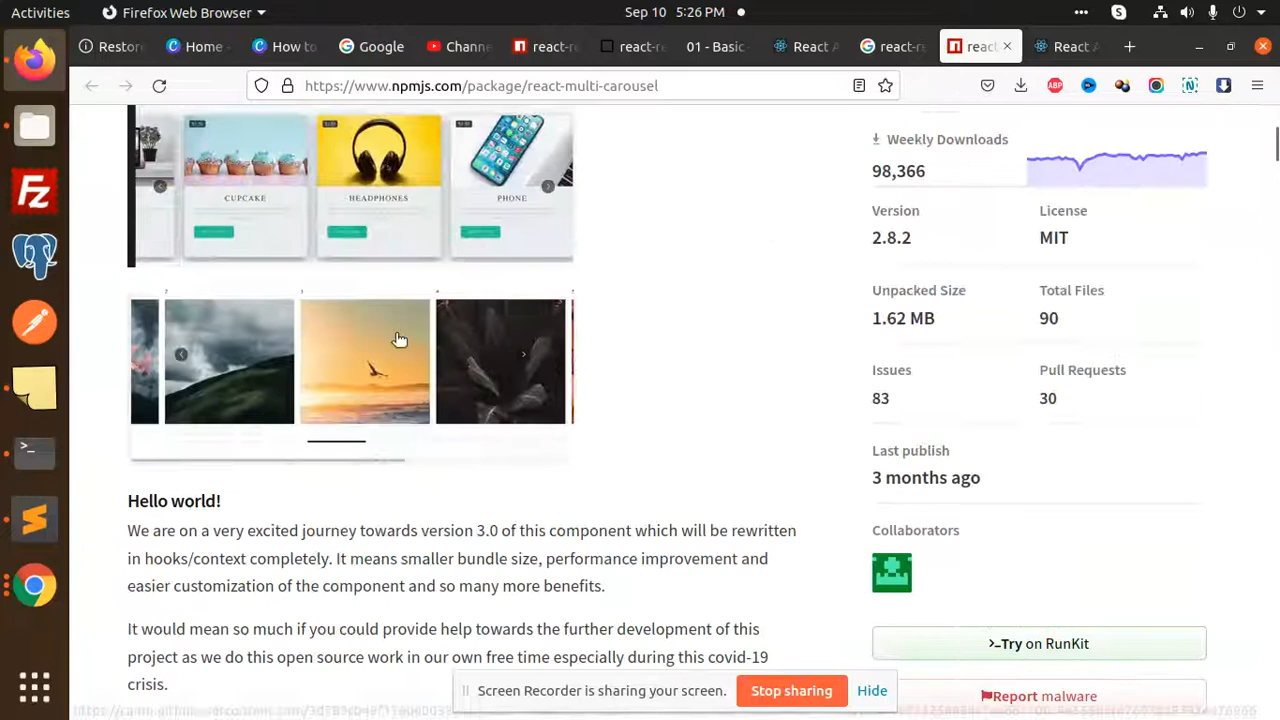 Activities
Firefox Web Browser
Sep 10 5:26 PM
Restore
Home -
How to
Google
Channe
react-re
react-re
01 - Basic
React A
react-re
react
React A
https://www.npmjs.com/package/react-multi-carousel
CUPCAKE
HEADPHONES
PHONE
Weekly Downloads
98,366
Version
License
2.8.2
MIT
Unpacked Size
Total Files
1.62 MB
90
Issues
Pull Requests
83
30
Last publish
3 months ago
Collaborators
Hello world!
We are on a very excited journey towards version 3.0 of this component which will be rewritten
in hooks/context completely. It means smaller bundle size, performance improvement and
easier customization of the component and so many more benefits.
It would mean so much if you could provide help towards the further development of this
project as we do this open source work in our own free time especially during this covid-19
crisis.
Try on RunKit
Report malware
Screen Recorder is sharing your screen.
Stop sharing
Hide